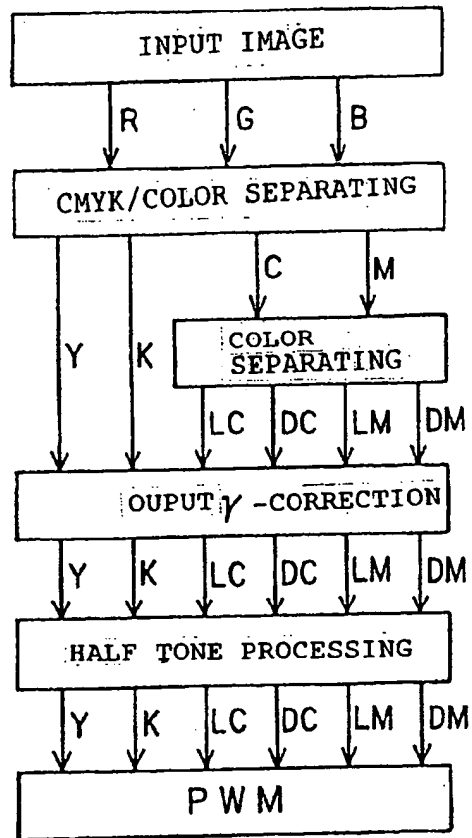 INPUT IMAGE
R G B
CMYK/COLOR SEPARATING
C M
Y K
COLOR
SEPARATING
LC DC LM DM
OUPUT γ-CORRECTION
Y K LC DC LM DM
HALF TONE PROCESSING
Y K LC DC LM DM
PWM